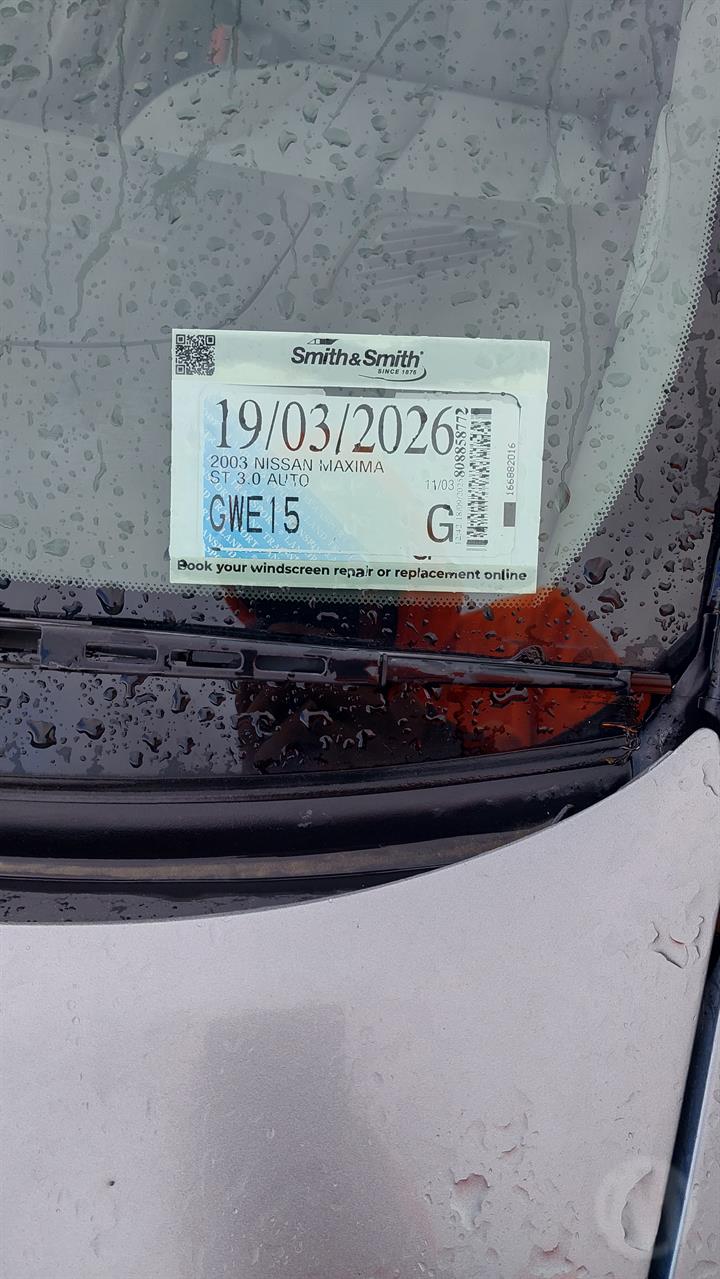 Smith&Smith®
SINCE 1876
19/03/2026
2003 NISSAN MAXIMA
ST 3.0 AUTO
11/03
GWE15
G
808858772
166882016
Book your windscreen repair or replacement online